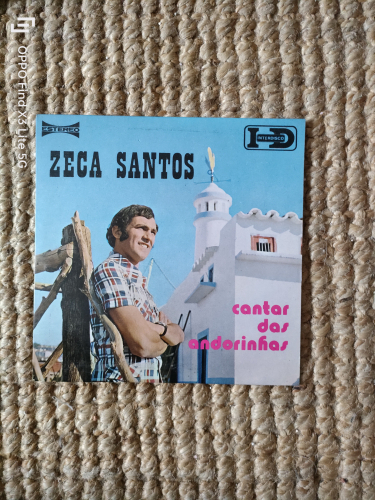 OPPO Find X3 Lite 5G
STEREO
INTERDISCO
ZECA SANTOS
cantar
das
andorinhas